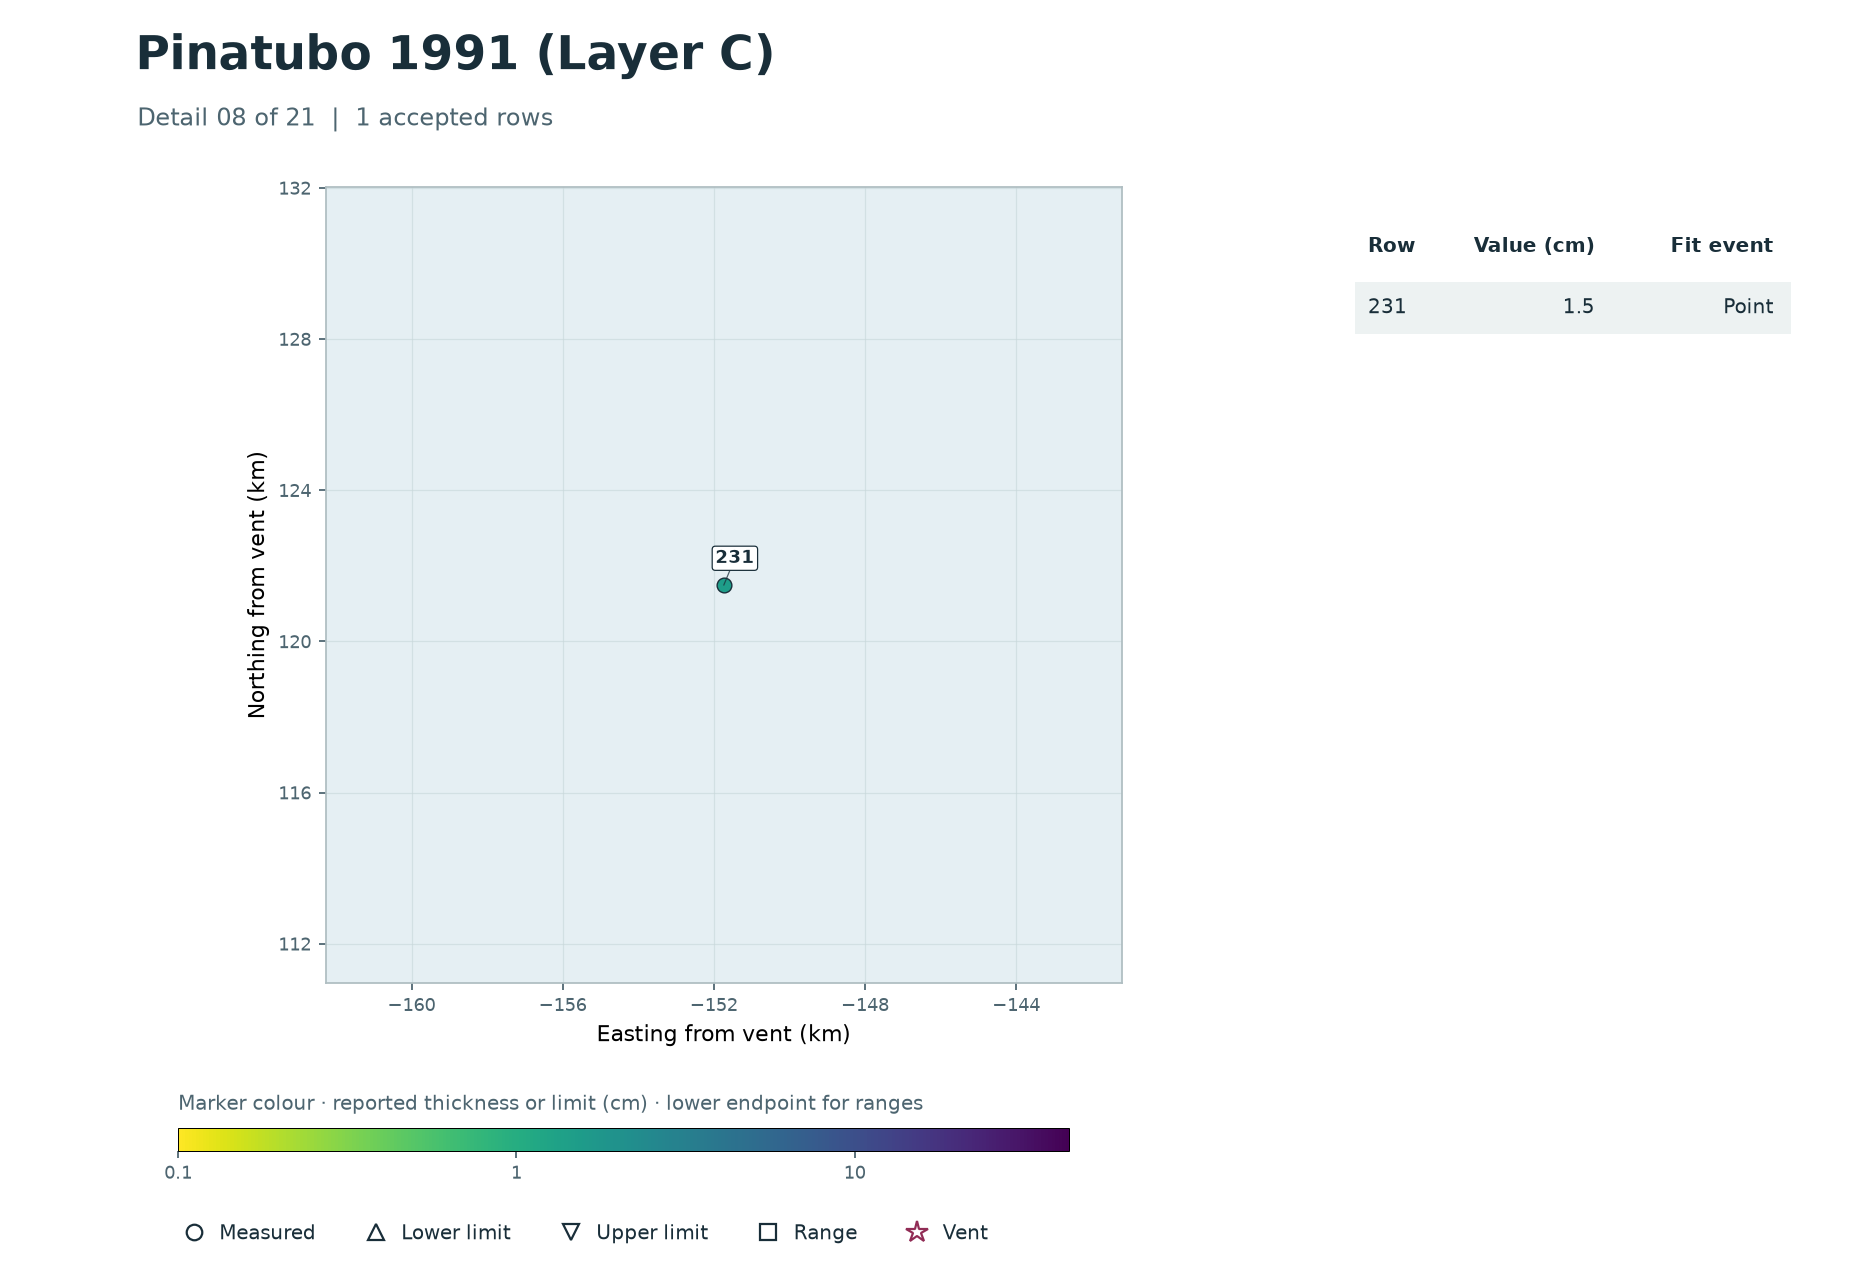 Pinatubo 1991 (Layer C)
Detail 08 of 21 | 1 accepted rows
132
128
124
120
116
112
Northing from vent (km)
231
−160 −156 −152 −148 −144
Easting from vent (km)
Row Value (cm) Fit event
231 1.5 Point
Marker colour · reported thickness or limit (cm) · lower endpoint for ranges
0.1 1 10
Measured Lower limit Upper limit Range Vent